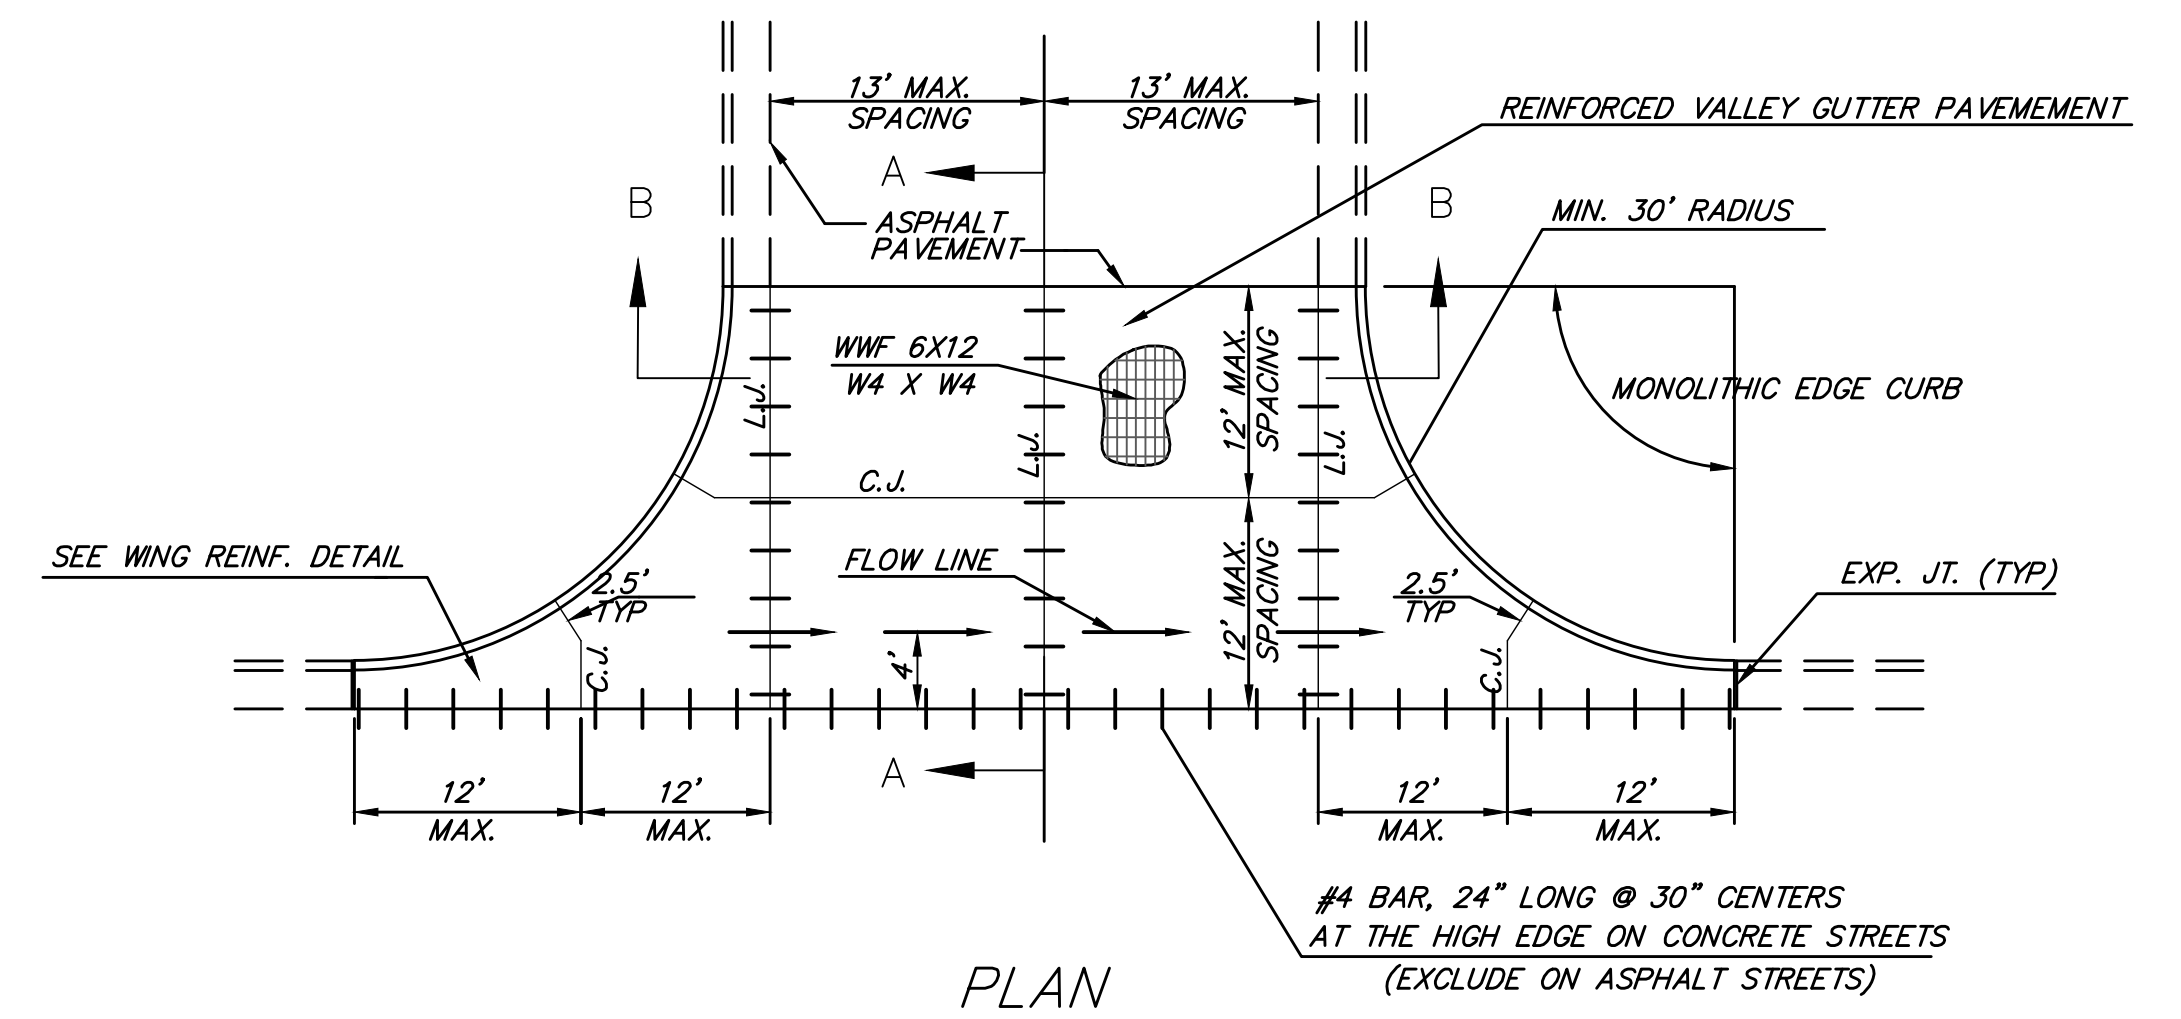 13' MAX.
SPACING
13' MAX.
SPACING
REINFORCED VALLEY GUTTER PAVEMEMENT
A
B
B
MIN. 30' RADIUS
ASPHALT
PAVEMENT
WWF 6X12
W4 X W4
12' MAX.
SPACING
MONOLITHIC EDGE CURB
L.J.
L.J.
L.J.
C.J.
SEE WING REINF. DETAIL
2.5'
TYP
FLOW LINE
12' MAX.
SPACING
2.5'
TYP
EXP. JT. (TYP)
C.J.
4'
C.J.
A
12'
MAX.
12'
MAX.
12'
MAX.
12'
MAX.
#4 BAR, 24" LONG @ 30" CENTERS
AT THE HIGH EDGE ON CONCRETE STREETS
(EXCLUDE ON ASPHALT STREETS)
PLAN